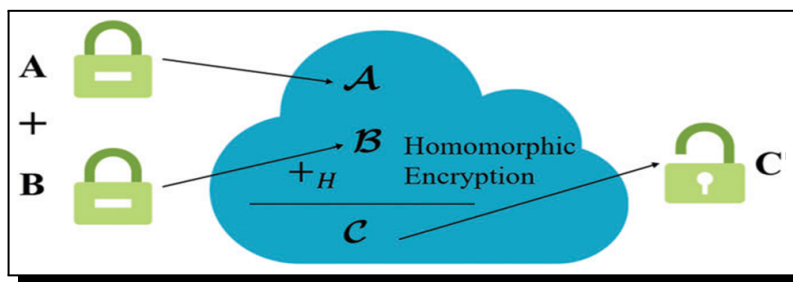 A
+
B
𝒜
ℬ
+H
Homomorphic
Encryption
𝒞
C'